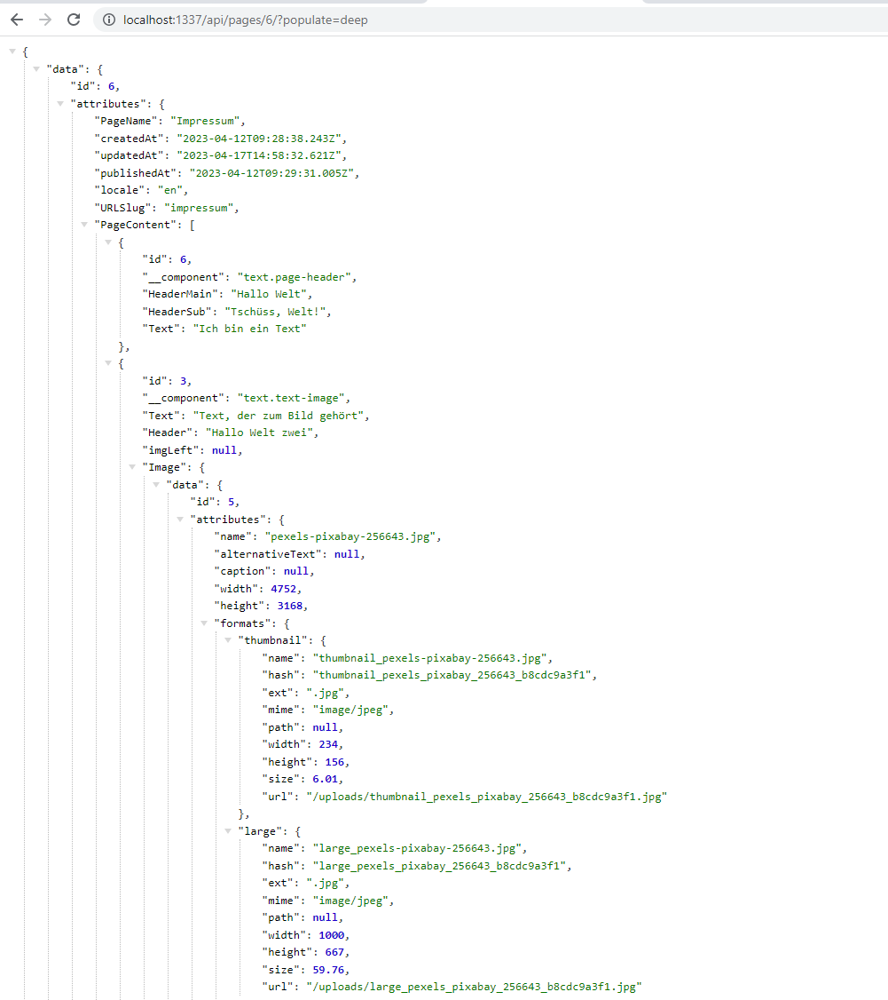 localhost:1337/api/pages/6/?populate=deep
{
"data": {
"id": 6,
"attributes": {
"PageName": "Impressum",
"createdAt": "2023-04-12T09:28:38.243Z",
"updatedAt": "2023-04-17T14:58:32.621Z",
"publishedAt": "2023-04-12T09:29:31.005Z",
"locale": "en",
"URLSlug": "impressum",
"PageContent": [
{
"id": 6,
"__component": "text.page-header",
"HeaderMain": "Hallo Welt",
"HeaderSub": "Tschüss, Welt!",
"Text": "Ich bin ein Text"
},
{
"id": 3,
"__component": "text.text-image",
"Text": "Text, der zum Bild gehört",
"Header": "Hallo Welt zwei",
"imgLeft": null,
"Image": {
"data": {
"id": 5,
"attributes": {
"name": "pexels-pixabay-256643.jpg",
"alternativeText": null,
"caption": null,
"width": 4752,
"height": 3168,
"formats": {
"thumbnail": {
"name": "thumbnail_pexels-pixabay-256643.jpg",
"hash": "thumbnail_pexels_pixabay_256643_b8cdc9a3f1",
"ext": ".jpg",
"mime": "image/jpeg",
"path": null,
"width": 234,
"height": 156,
"size": 6.01,
"url": "/uploads/thumbnail_pexels_pixabay_256643_b8cdc9a3f1.jpg"
},
"large": {
"name": "large_pexels-pixabay-256643.jpg",
"hash": "large_pexels_pixabay_256643_b8cdc9a3f1",
"ext": ".jpg",
"mime": "image/jpeg",
"path": null,
"width": 1000,
"height": 667,
"size": 59.76,
"url": "/uploads/large_pexels_pixabay_256643_b8cdc9a3f1.jpg"